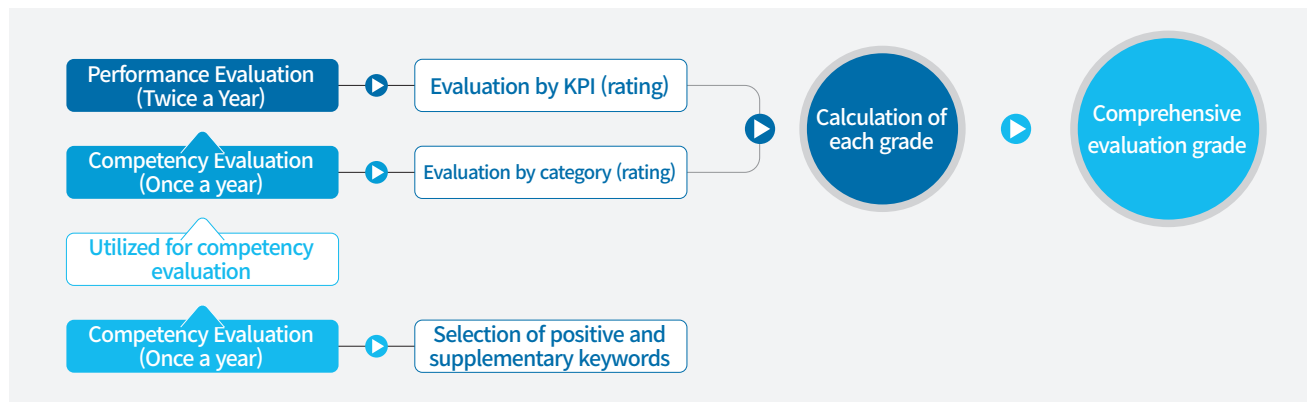 Performance Evaluation
(Twice a Year)
Evaluation by KPI (rating)
Competency Evaluation
(Once a year)
Evaluation by category (rating)
Calculation of
each grade
Comprehensive
evaluation grade
Utilized for competency
evaluation
Competency Evaluation
(Once a year)
Selection of positive and
supplementary keywords